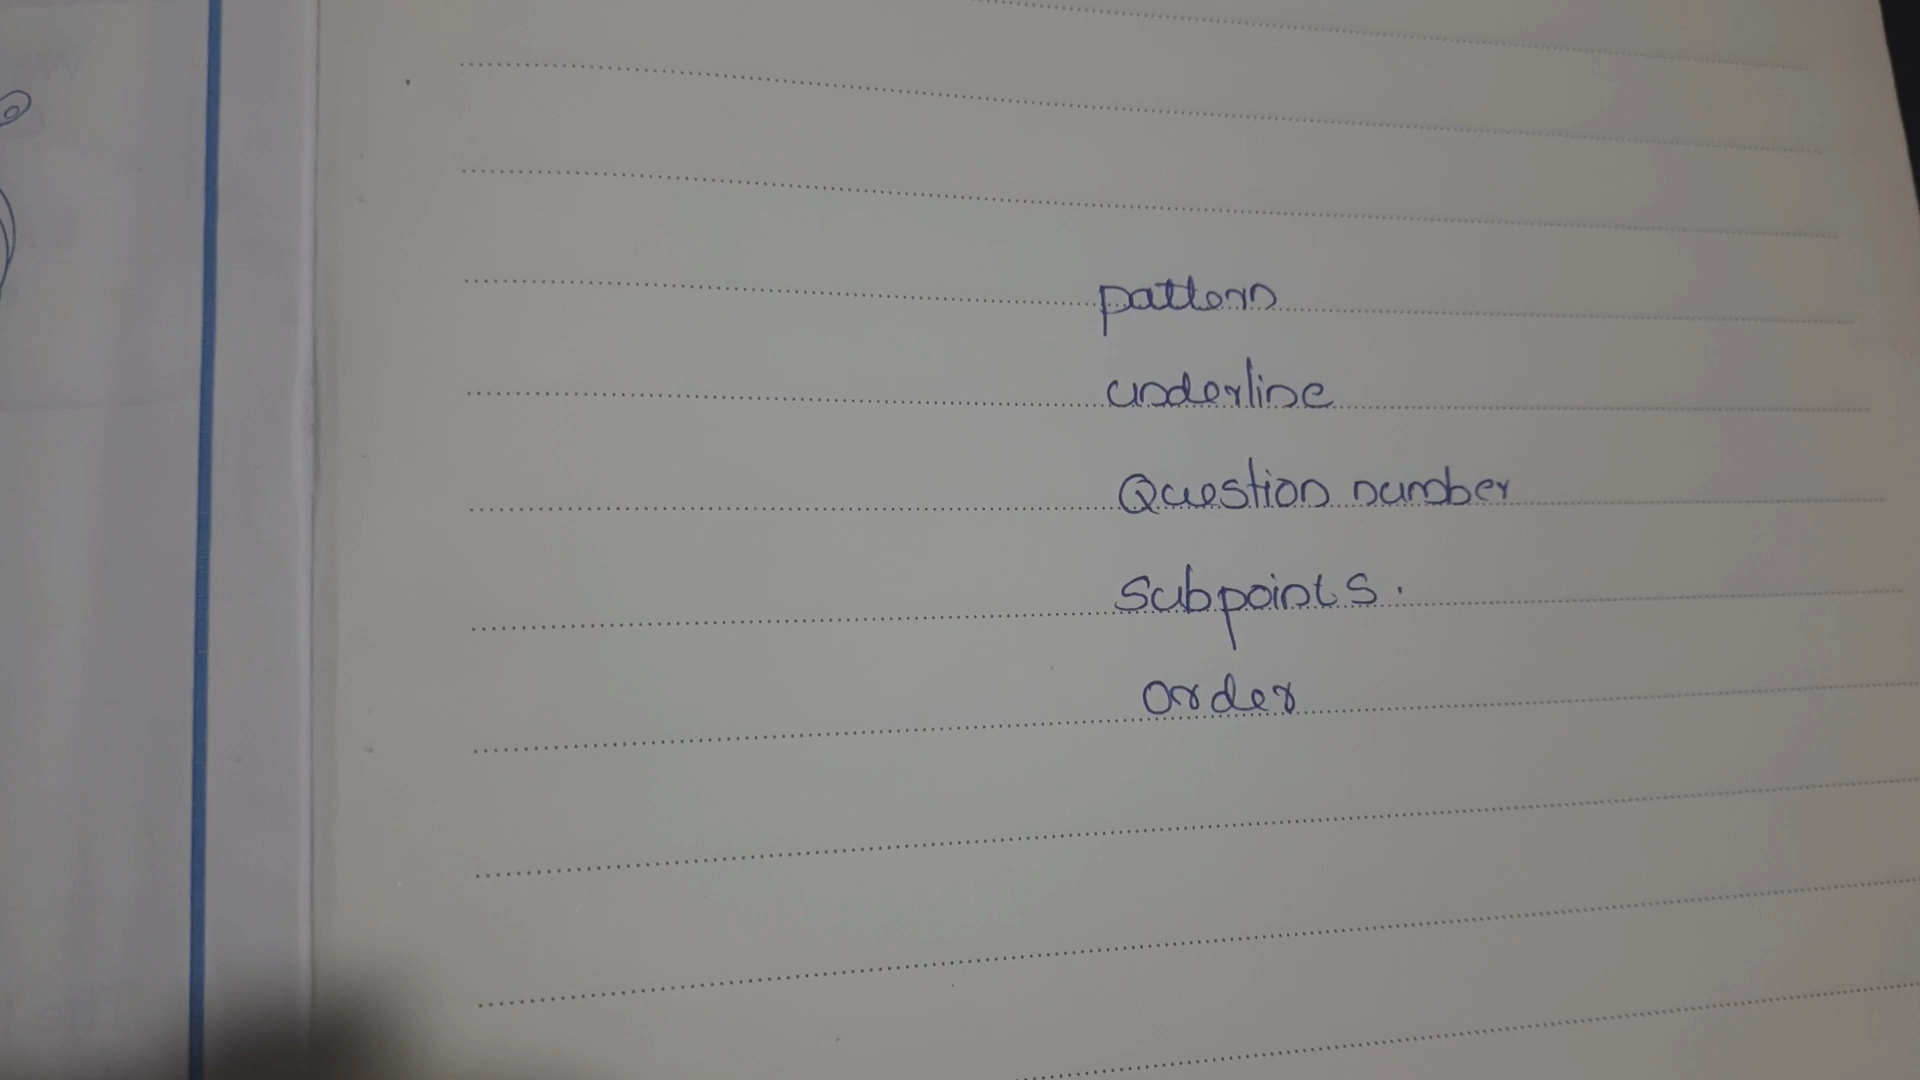 pattern
underline
Question number
Subpoints.
order